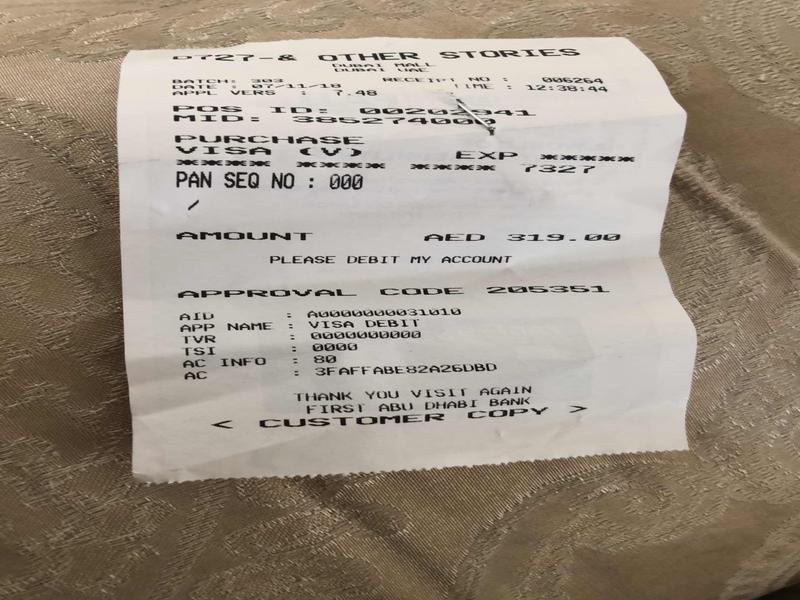 D727-& OTHER STORIES
DUBAI MALL
DUBAI UAE
BATCH: 303 RECEIPT NO : 006264
DATE : 07/11/18 TIME : 12:38:44
APPL VERS : 7.48
POS ID: 00202941
MID: 3852740000
PURCHASE
VISA (V) EXP *****
**** **** **** 7327
PAN SEQ NO : 000
AMOUNT AED 319.00
PLEASE DEBIT MY ACCOUNT
APPROVAL CODE 205351
AID : A0000000031010
APP NAME : VISA DEBIT
TVR : 0000000000
TSI : 0000
AC INFO : 80
AC : 3FAFFABE82A26DBD
THANK YOU VISIT AGAIN
FIRST ABU DHABI BANK
< CUSTOMER COPY >